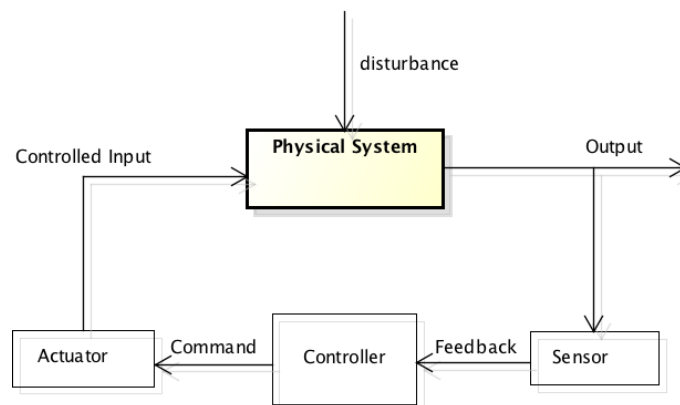 disturbance
Physical System
Output
Controlled Input
Actuator
Command
Controller
Feedback
Sensor